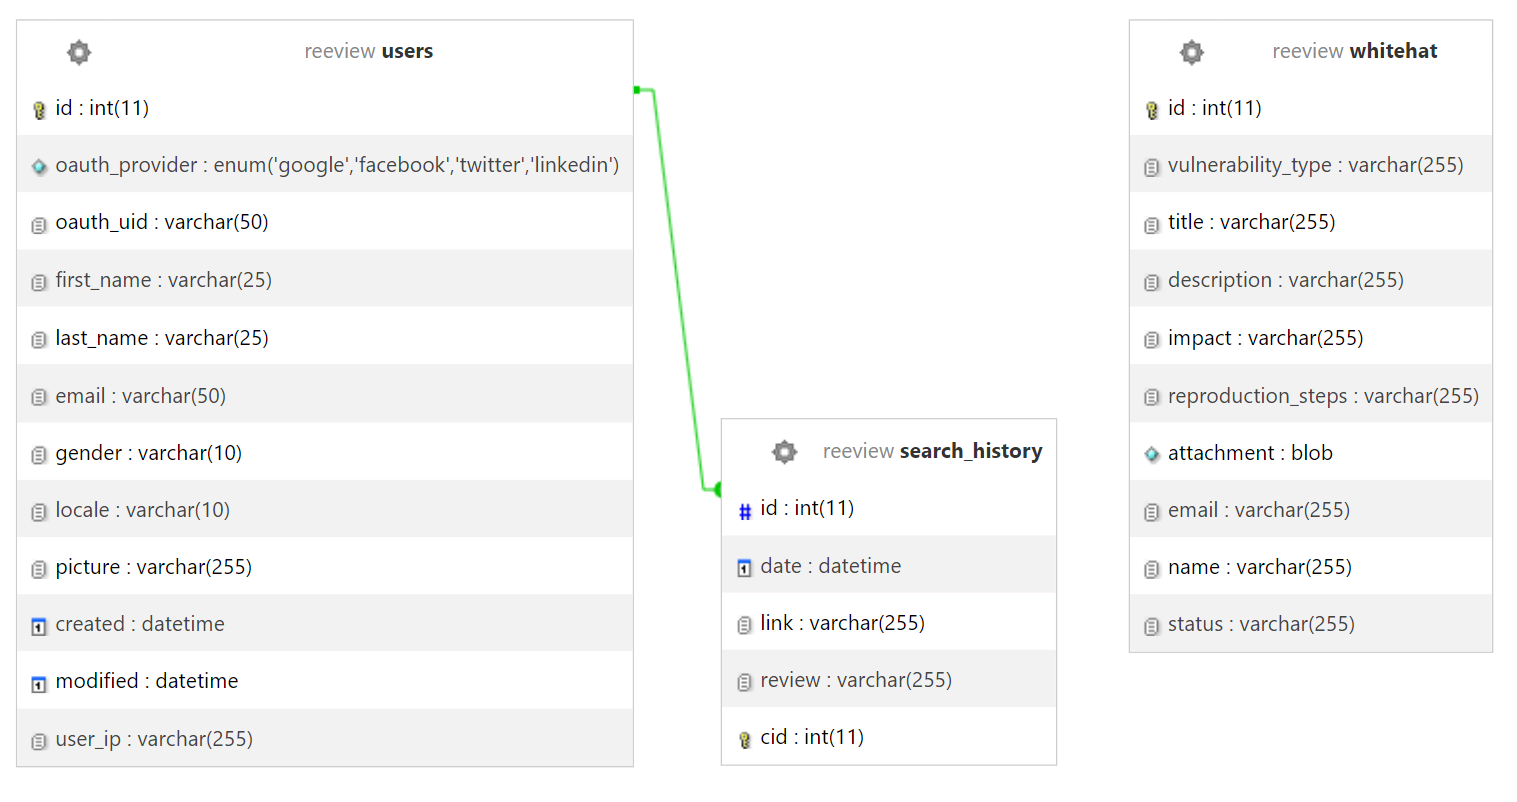 reeview users
id : int(11)
oauth_provider : enum('google','facebook','twitter','linkedin')
oauth_uid : varchar(50)
first_name : varchar(25)
last_name : varchar(25)
email : varchar(50)
gender : varchar(10)
locale : varchar(10)
picture : varchar(255)
created : datetime
modified : datetime
user_ip : varchar(255)
reeview search_history
id : int(11)
date : datetime
link : varchar(255)
review : varchar(255)
cid : int(11)
reeview whitehat
id : int(11)
vulnerability_type : varchar(255)
title : varchar(255)
description : varchar(255)
impact : varchar(255)
reproduction_steps : varchar(255)
attachment : blob
email : varchar(255)
name : varchar(255)
status : varchar(255)